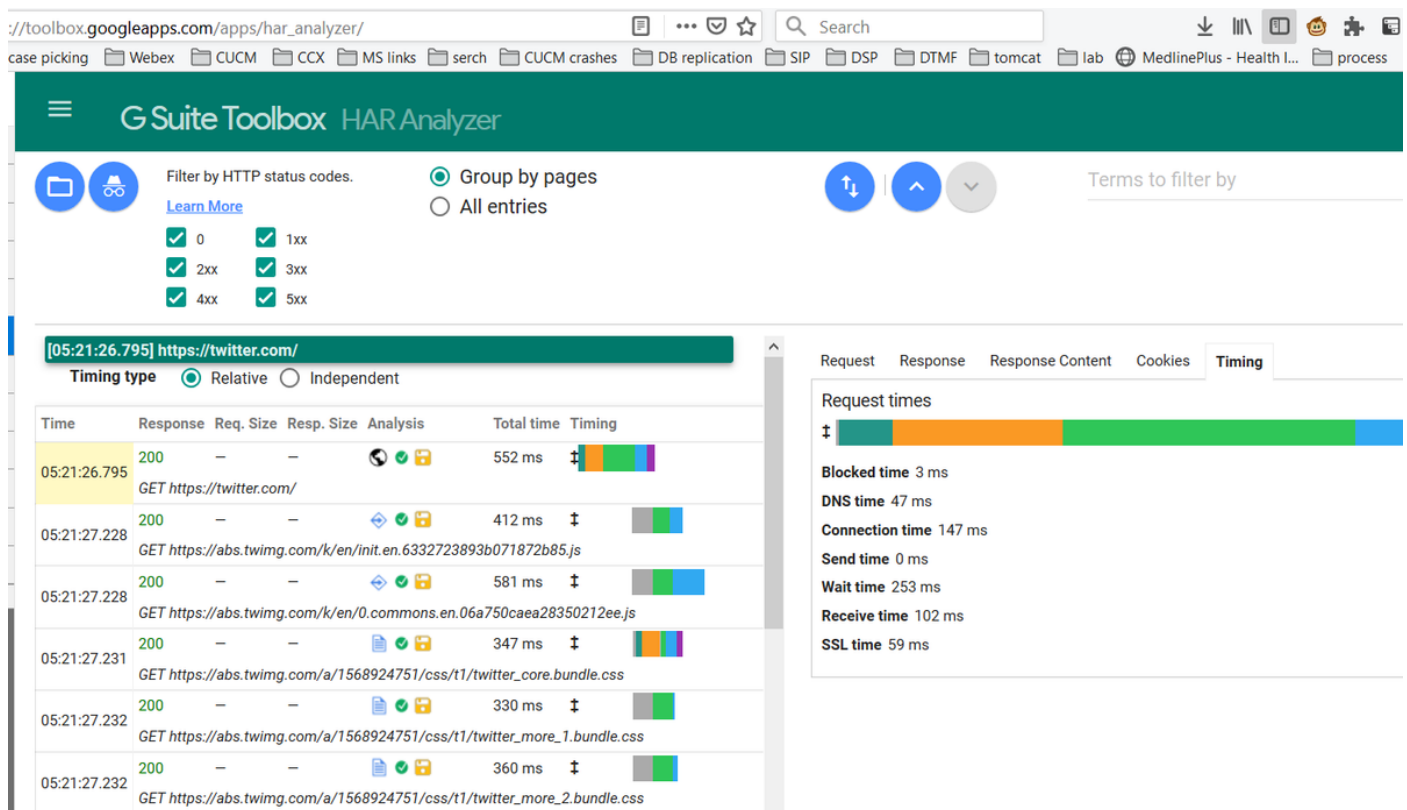 ://toolbox.googleapps.com/apps/har_analyzer/ Search
case picking Webex CUCM CCX MS links serch CUCM crashes DB replication SIP DSP DTMF tomcat lab MedlinePlus - Health I... process
G Suite Toolbox HAR Analyzer
Filter by HTTP status codes.
Learn More
0 1xx
2xx 3xx
4xx 5xx
Group by pages
All entries
Terms to filter by
[05:21:26.795] https://twitter.com/
Timing type Relative Independent
Time Response Req. Size Resp. Size Analysis Total time Timing
05:21:26.795 200 – – 552 ms
GET https://twitter.com/
05:21:27.228 200 – – 412 ms
GET https://abs.twimg.com/k/en/init.en.6332723893b071872b85.js
05:21:27.228 200 – – 581 ms
GET https://abs.twimg.com/k/en/0.commons.en.06a750caea28350212ee.js
05:21:27.231 200 – – 347 ms
GET https://abs.twimg.com/a/1568924751/css/t1/twitter_core.bundle.css
05:21:27.232 200 – – 330 ms
GET https://abs.twimg.com/a/1568924751/css/t1/twitter_more_1.bundle.css
05:21:27.232 200 – – 360 ms
GET https://abs.twimg.com/a/1568924751/css/t1/twitter_more_2.bundle.css
Request Response Response Content Cookies Timing
Request times
Blocked time 3 ms
DNS time 47 ms
Connection time 147 ms
Send time 0 ms
Wait time 253 ms
Receive time 102 ms
SSL time 59 ms